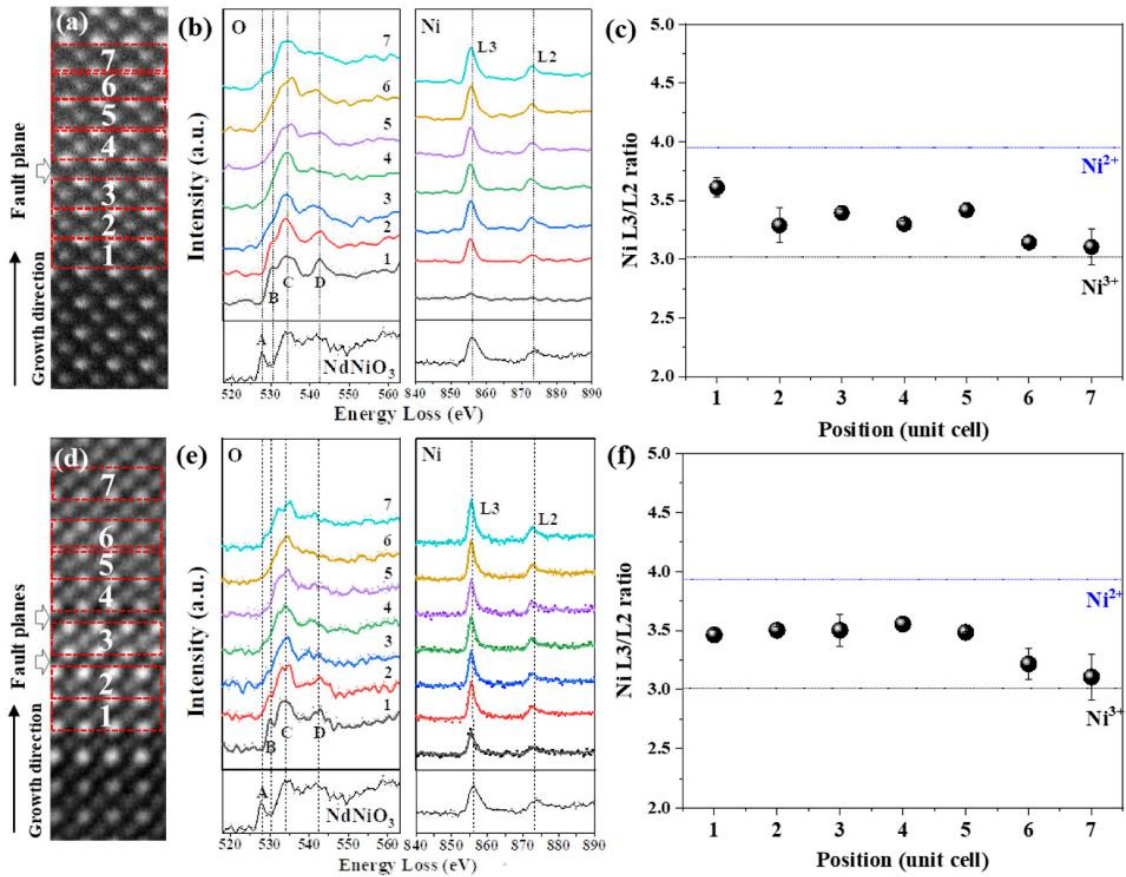 (a)
7
6
5
4
3
2
1
Fault plane
Growth direction
(b)
O
7
6
5
4
3
2
1
B
C
D
A
NdNiO3
Ni
L3
L2
Intensity (a.u.)
520 530 540 550 560
840 850 860 870 880 890
Energy Loss (eV)
(c)
5.0
4.5
4.0
3.5
3.0
2.5
2.0
Ni L3/L2 ratio
Ni2+
Ni3+
1 2 3 4 5 6 7
Position (unit cell)
(d)
7
6
5
4
3
2
1
Fault planes
Growth direction
(e)
O
7
6
5
4
3
2
1
B
C
D
A
NdNiO3
Ni
L3
L2
Intensity (a.u.)
520 530 540 550 560
840 850 860 870 880 890
Energy Loss (eV)
(f)
5.0
4.5
4.0
3.5
3.0
2.5
2.0
Ni L3/L2 ratio
Ni2+
Ni3+
1 2 3 4 5 6 7
Position (unit cell)